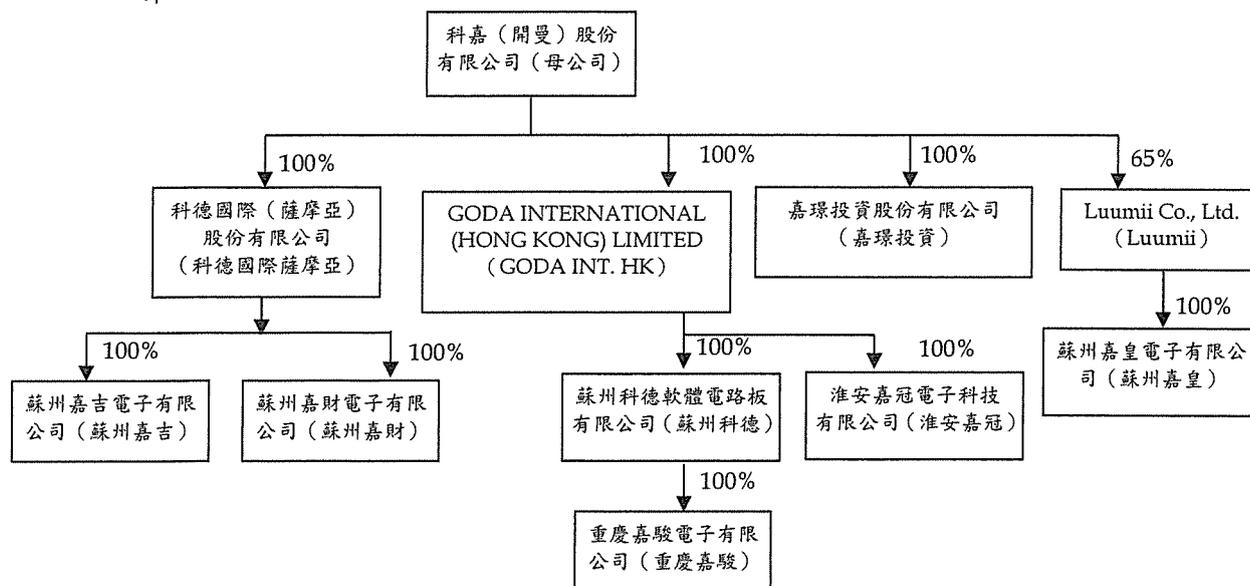 科嘉（開曼）股份
有限公司（母公司）
100%
100%
100%
65%
科德國際（薩摩亞）
股份有限公司
（科德國際薩摩亞）
GODA INTERNATIONAL
(HONG KONG) LIMITED
（GODA INT. HK）
嘉璟投資股份有限公司
（嘉璟投資）
Luumii Co., Ltd.
（Luumii）
100%
100%
100%
100%
100%
蘇州嘉吉電子有限
公司（蘇州嘉吉）
蘇州嘉財電子有限
公司（蘇州嘉財）
蘇州科德軟體電路板
有限公司(蘇州科德)
淮安嘉冠電子科技
有限公司(淮安嘉冠)
蘇州嘉皇電子有限公
司（蘇州嘉皇）
100%
重慶嘉駿電子有限
公司（重慶嘉駿）